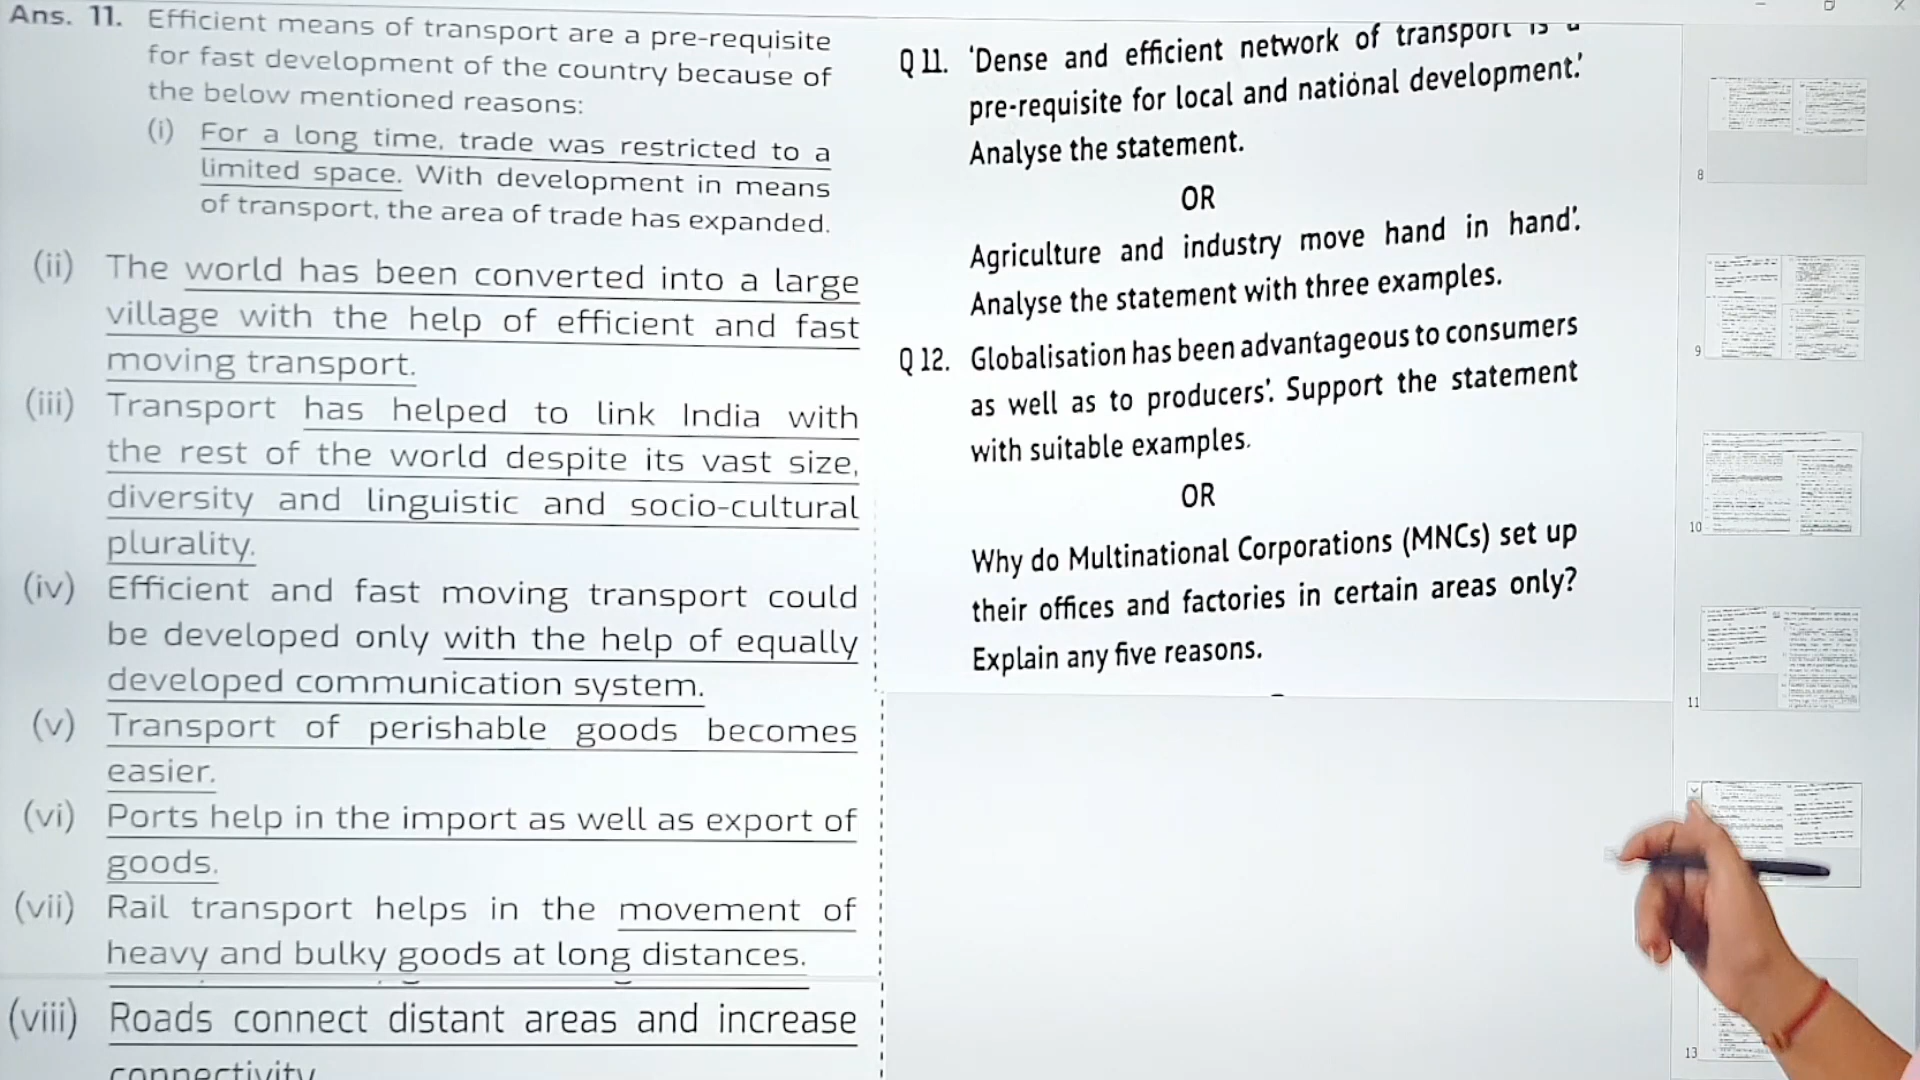 Ans. 11. Efficient means of transport are a pre-requisite
for fast development of the country because of
the below mentioned reasons:
(i) For a long time, trade was restricted to a
limited space. With development in means
of transport, the area of trade has expanded.
(ii) The world has been converted into a large
village with the help of efficient and fast
moving transport.
(iii) Transport has helped to link India with
the rest of the world despite its vast size,
diversity and linguistic and socio-cultural
plurality.
(iv) Efficient and fast moving transport could
be developed only with the help of equally
developed communication system.
(v) Transport of perishable goods becomes
easier.
(vi) Ports help in the import as well as export of
goods.
(vii) Rail transport helps in the movement of
heavy and bulky goods at long distances.
(viii) Roads connect distant areas and increase
connectivity
Q 11. 'Dense and efficient network of transport is a
pre-requisite for local and national development.'
Analyse the statement.
OR
Agriculture and industry move hand in hand'.
Analyse the statement with three examples.
Q 12. Globalisation has been advantageous to consumers
as well as to producers'. Support the statement
with suitable examples.
OR
Why do Multinational Corporations (MNCs) set up
their offices and factories in certain areas only?
Explain any five reasons.
8
9
10
11
13